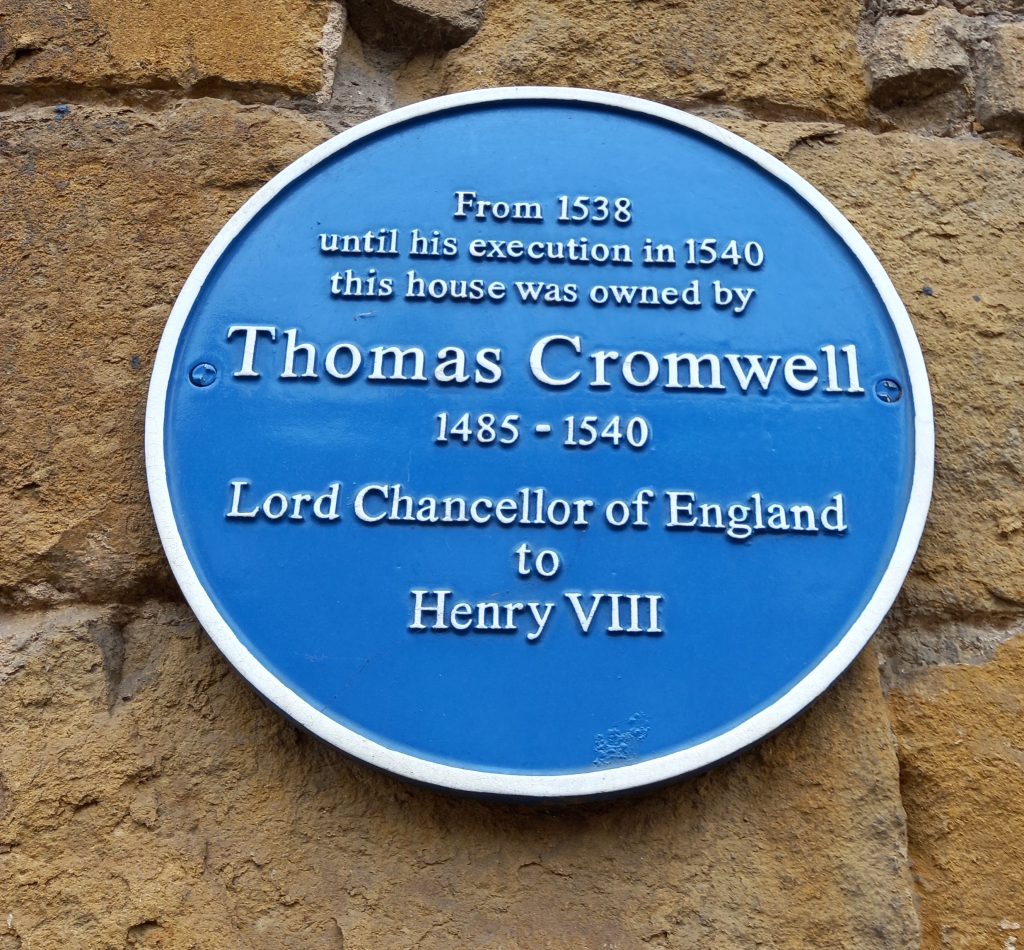 From 1538
until his execution in 1540
this house was owned by
Thomas Cromwell
1485 - 1540
Lord Chancellor of England
to
Henry VIII